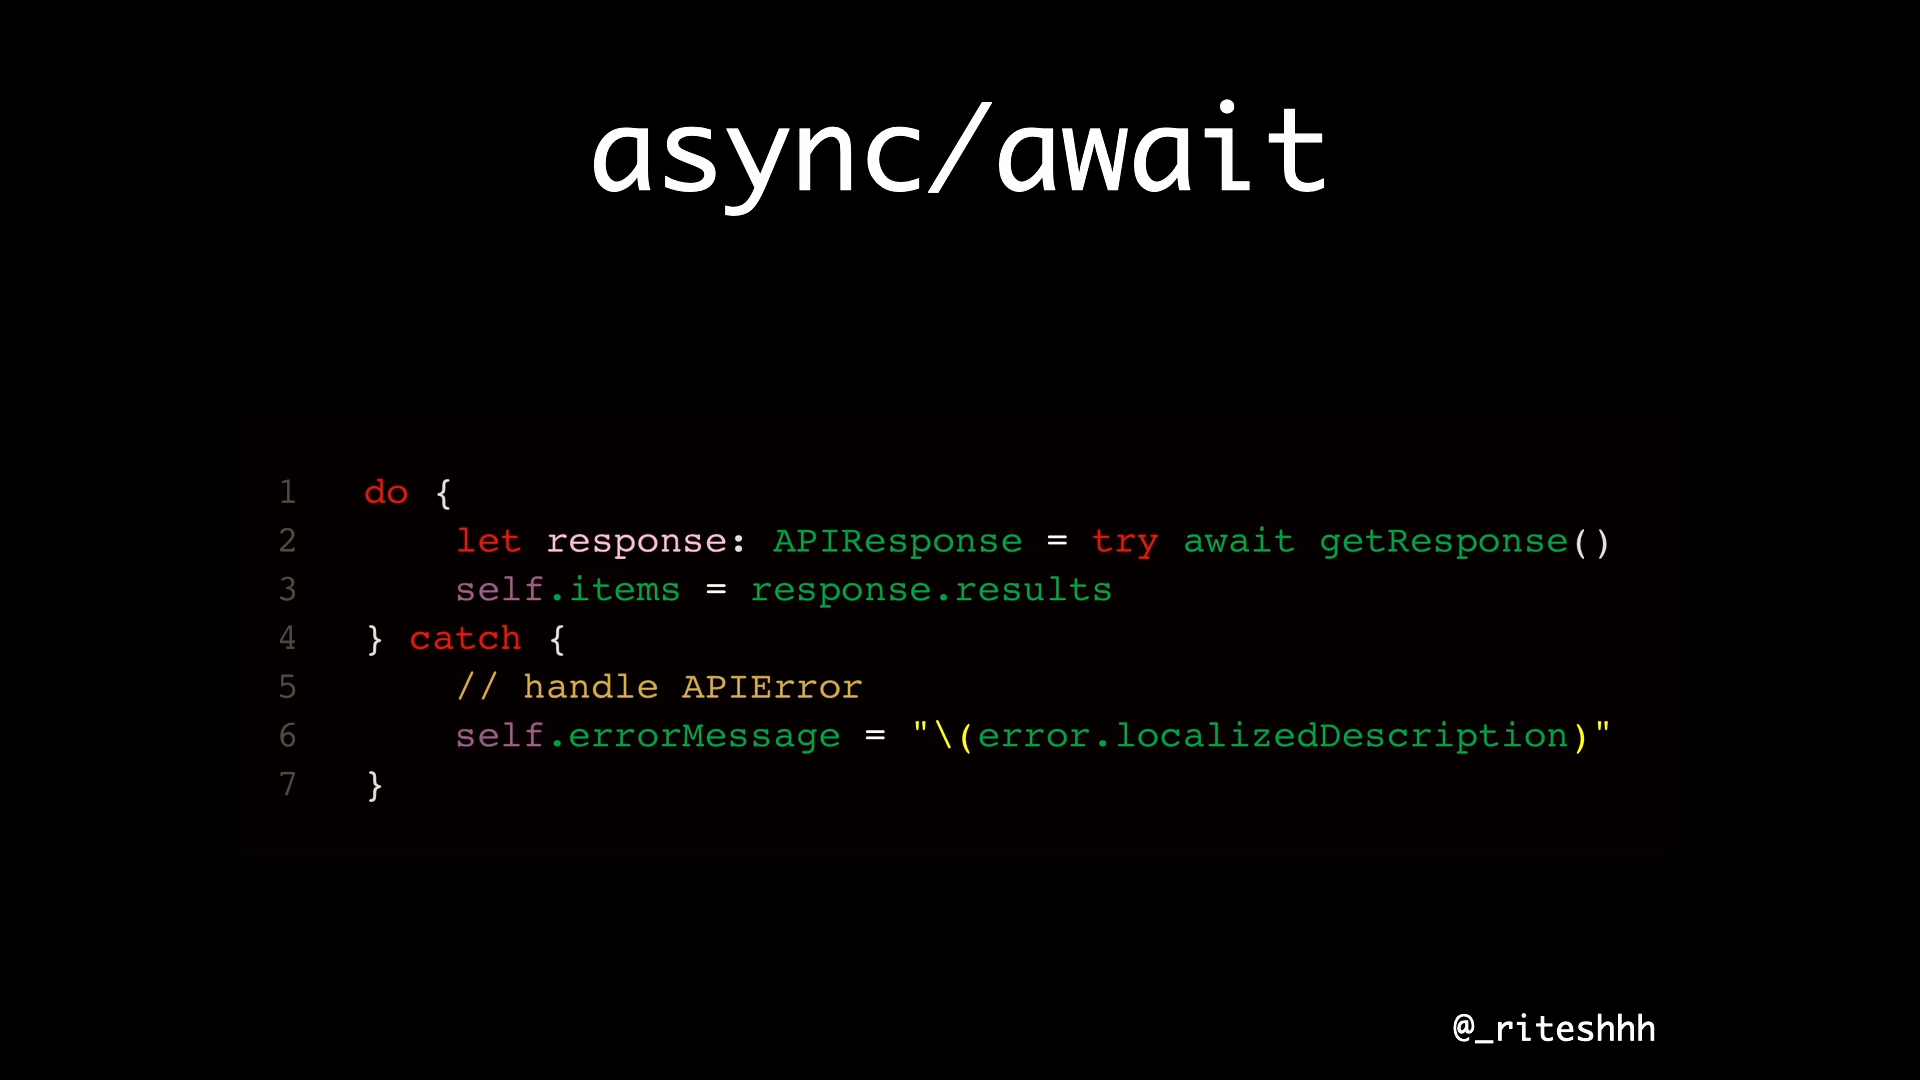 async/await
1 do {
2     let response: APIResponse = try await getResponse()
3     self.items = response.results
4 } catch {
5     // handle APIError
6     self.errorMessage = "\(error.localizedDescription)"
7 }
@_riteshhh